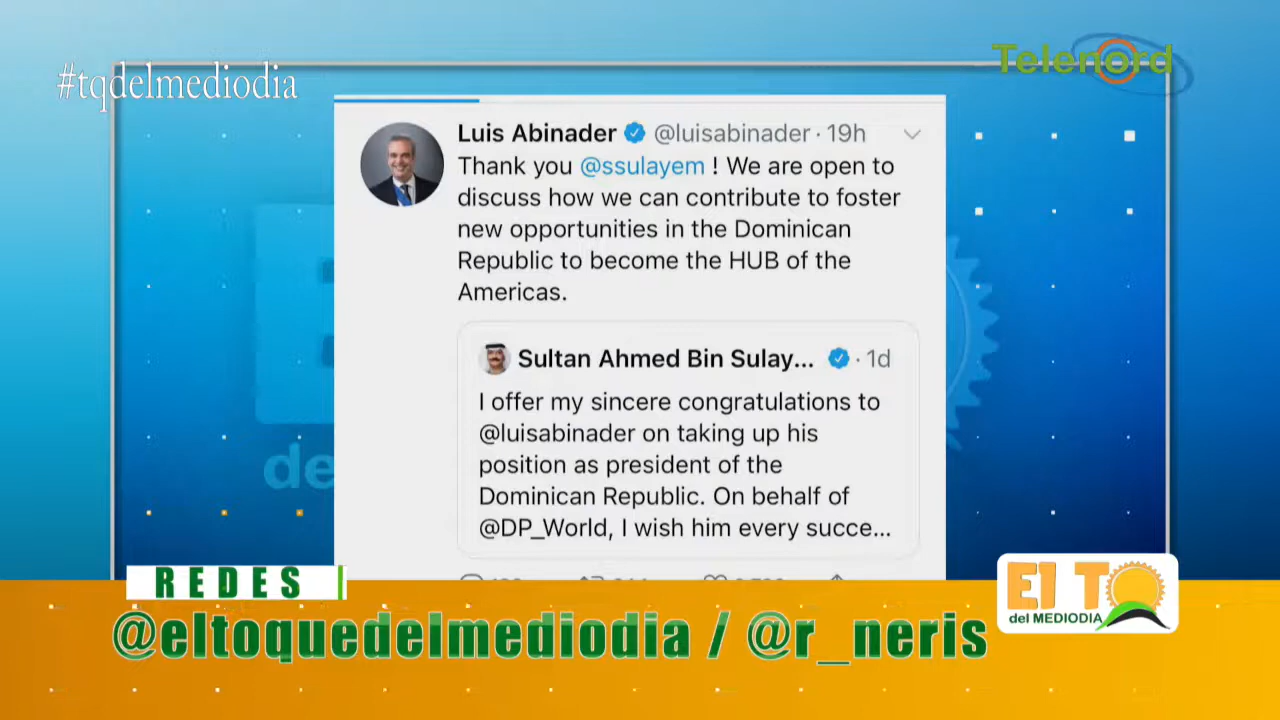 #tqdelmediodia
Telenord
Luis Abinader @luisabinader · 19h
Thank you @ssulayem ! We are open to
discuss how we can contribute to foster
new opportunities in the Dominican
Republic to become the HUB of the
Americas.
Sultan Ahmed Bin Sulay... · 1d
I offer my sincere congratulations to
@luisabinader on taking up his
position as president of the
Dominican Republic. On behalf of
@DP_World, I wish him every succe...
de
REDES
@eltoquedelmediodia / @r_neris
El TQ
del MEDIODIA